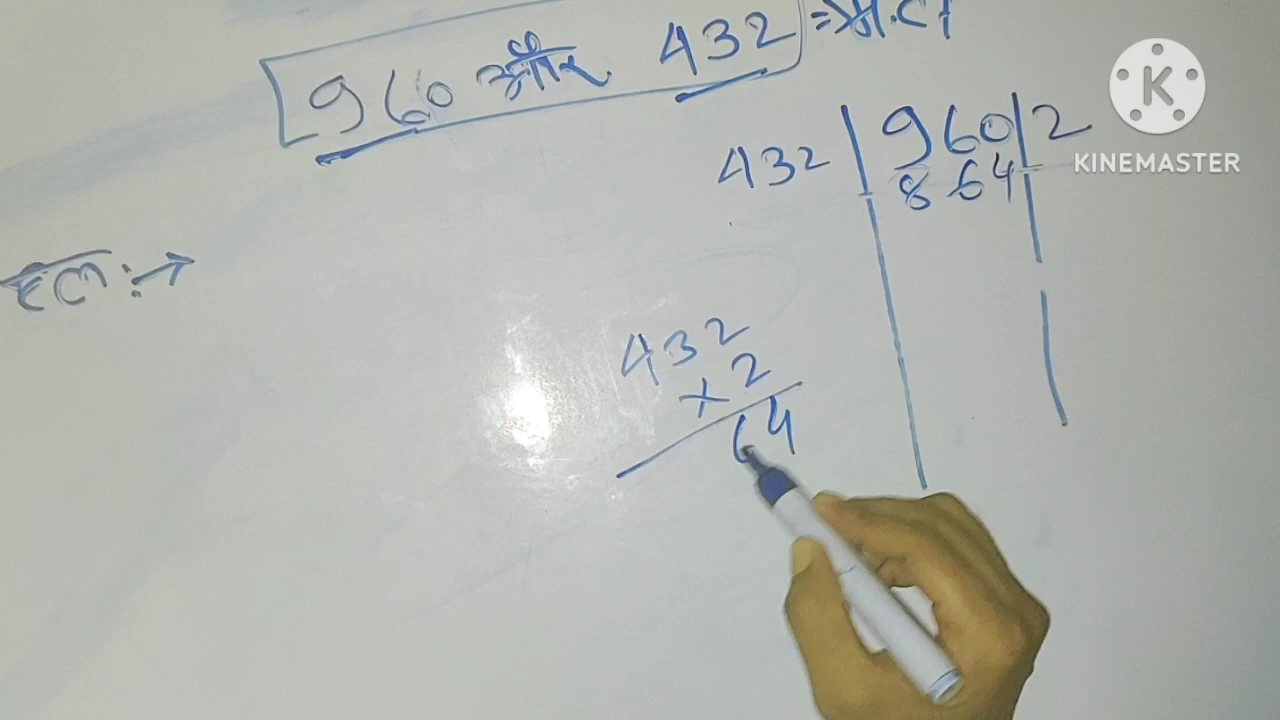 960 और 432 = म.स
432 | 960 | 2
864
हल :→
432
× 2
64
K
KINEMASTER